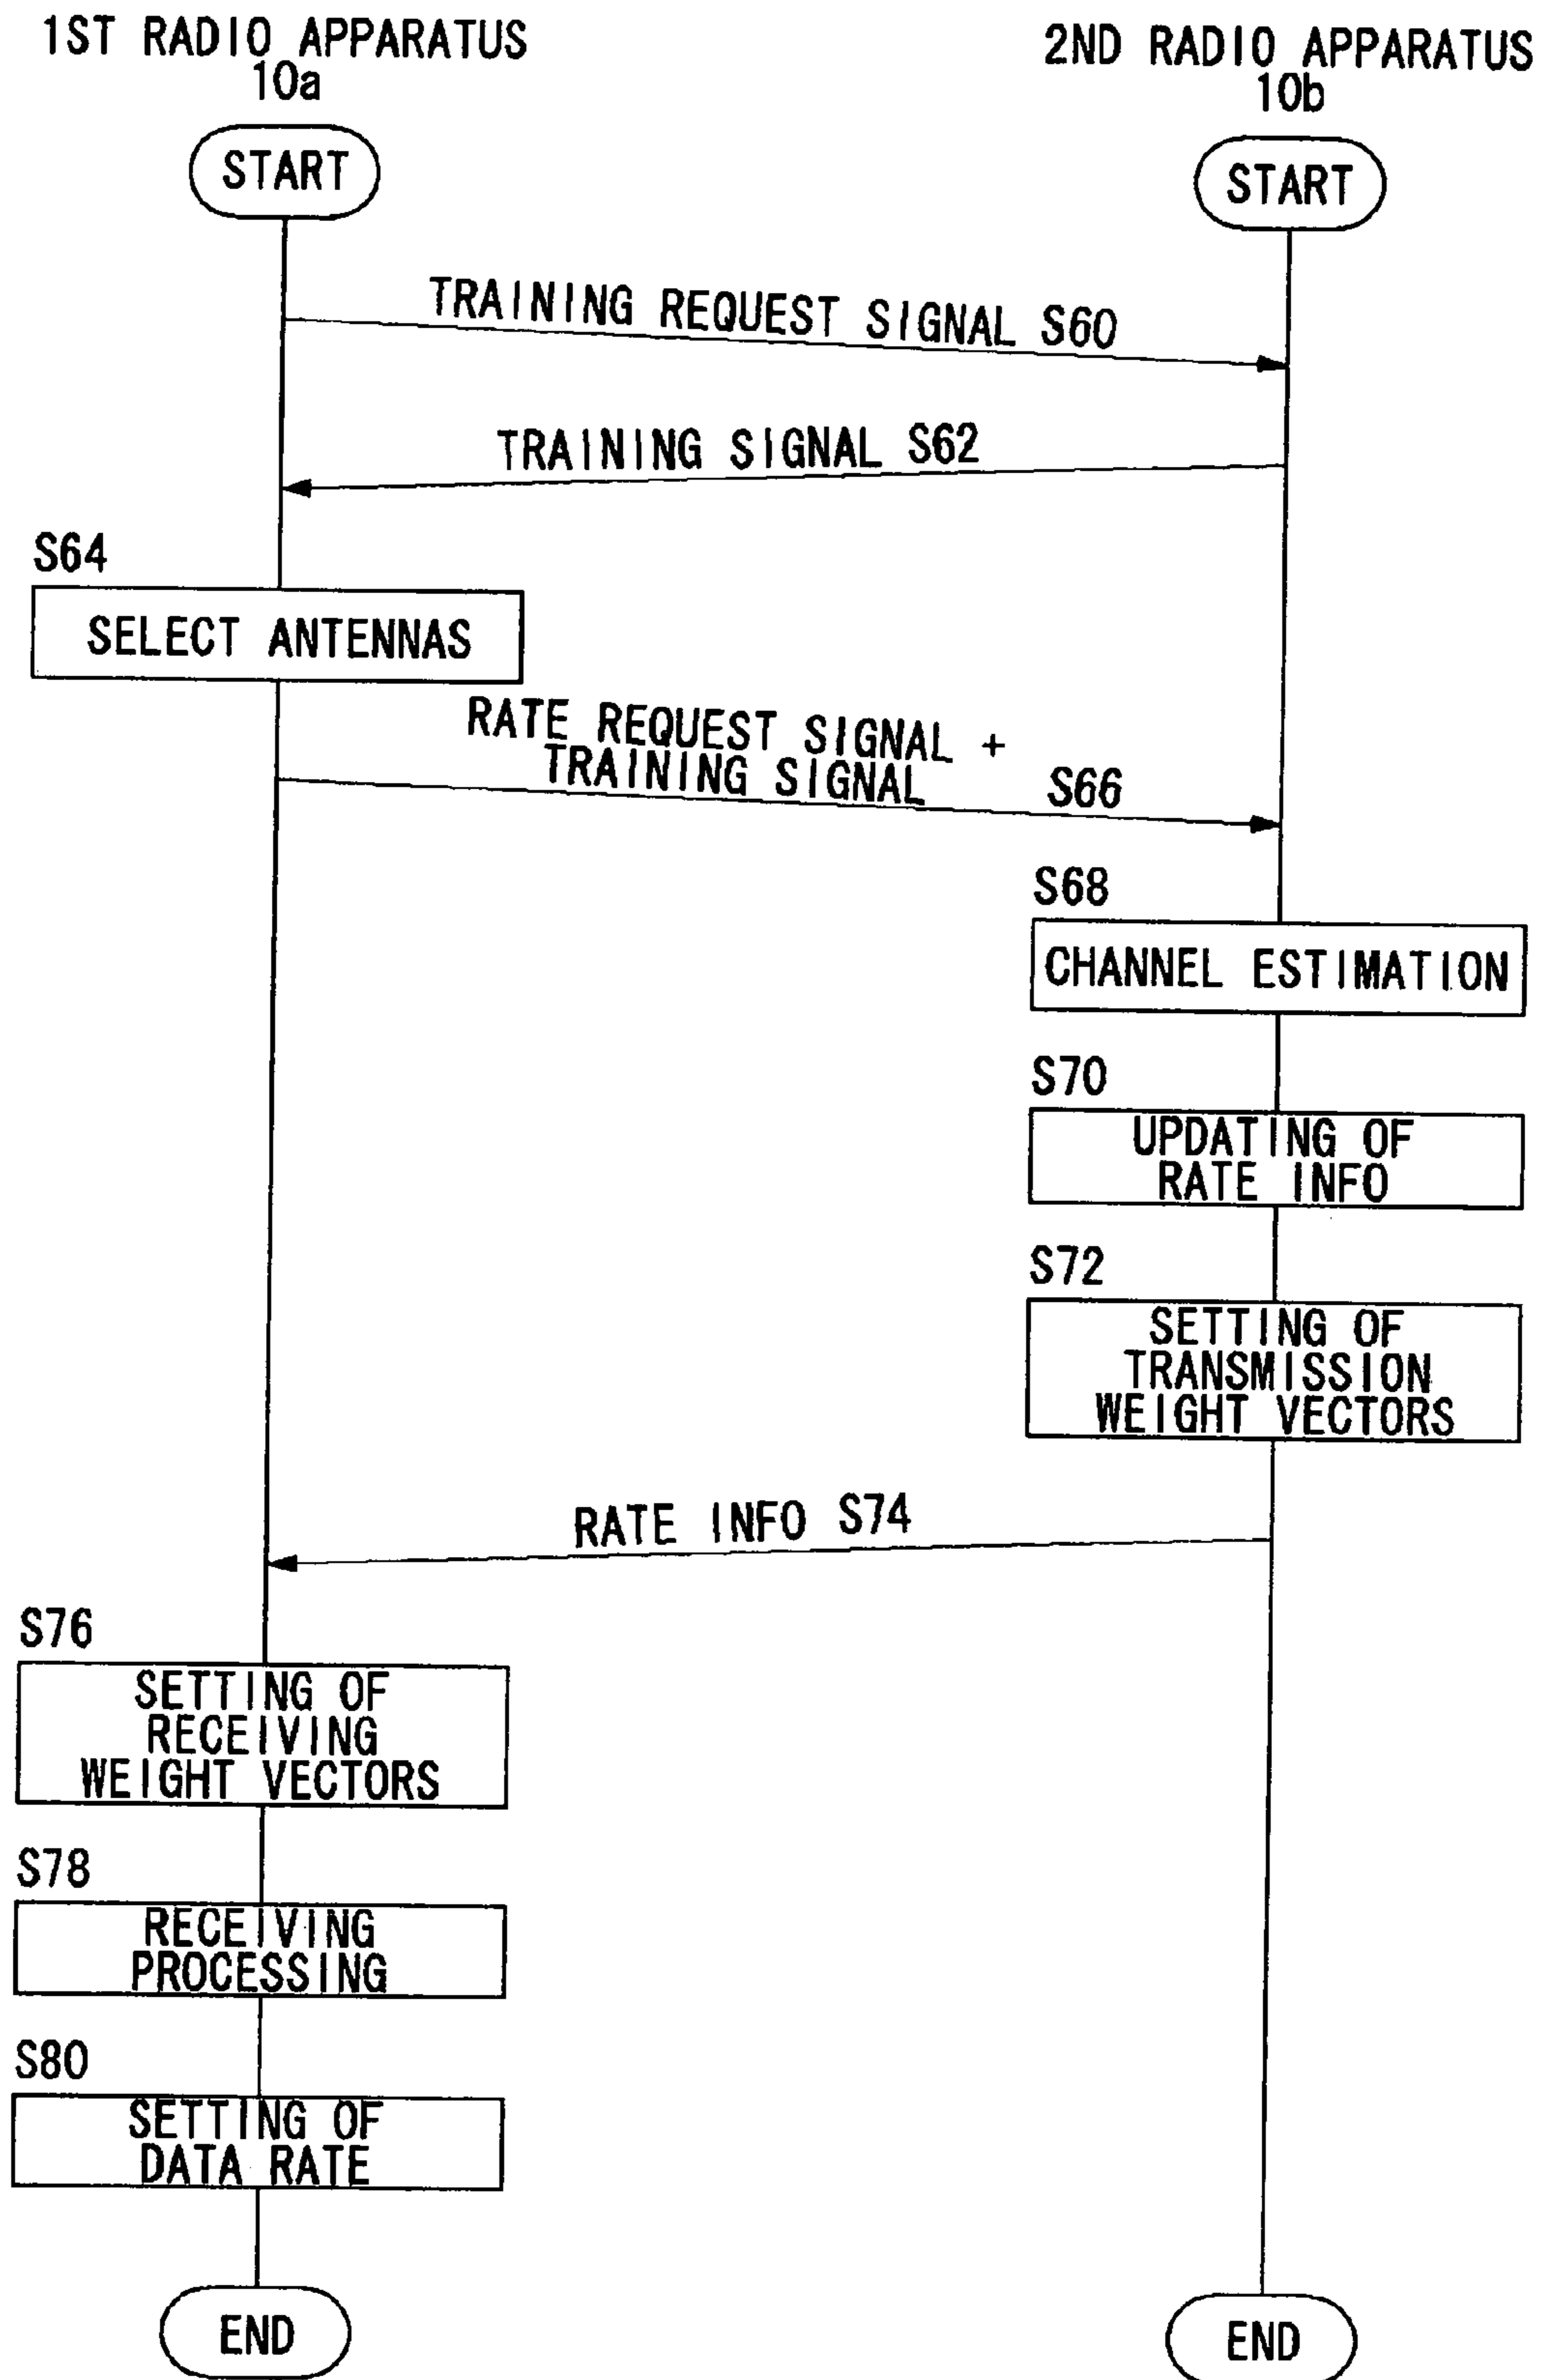 1ST RADIO APPARATUS
10a
2ND RADIO APPARATUS
10b
START
START
TRAINING REQUEST SIGNAL S60
TRAINING SIGNAL S62
S64
SELECT ANTENNAS
RATE REQUEST SIGNAL +
TRAINING SIGNAL S66
S68
CHANNEL ESTIMATION
S70
UPDATING OF
RATE INFO
S72
SETTING OF
TRANSMISSION
WEIGHT VECTORS
RATE INFO S74
S76
SETTING OF
RECEIVING
WEIGHT VECTORS
S78
RECEIVING
PROCESSING
S80
SETTING OF
DATA RATE
END
END